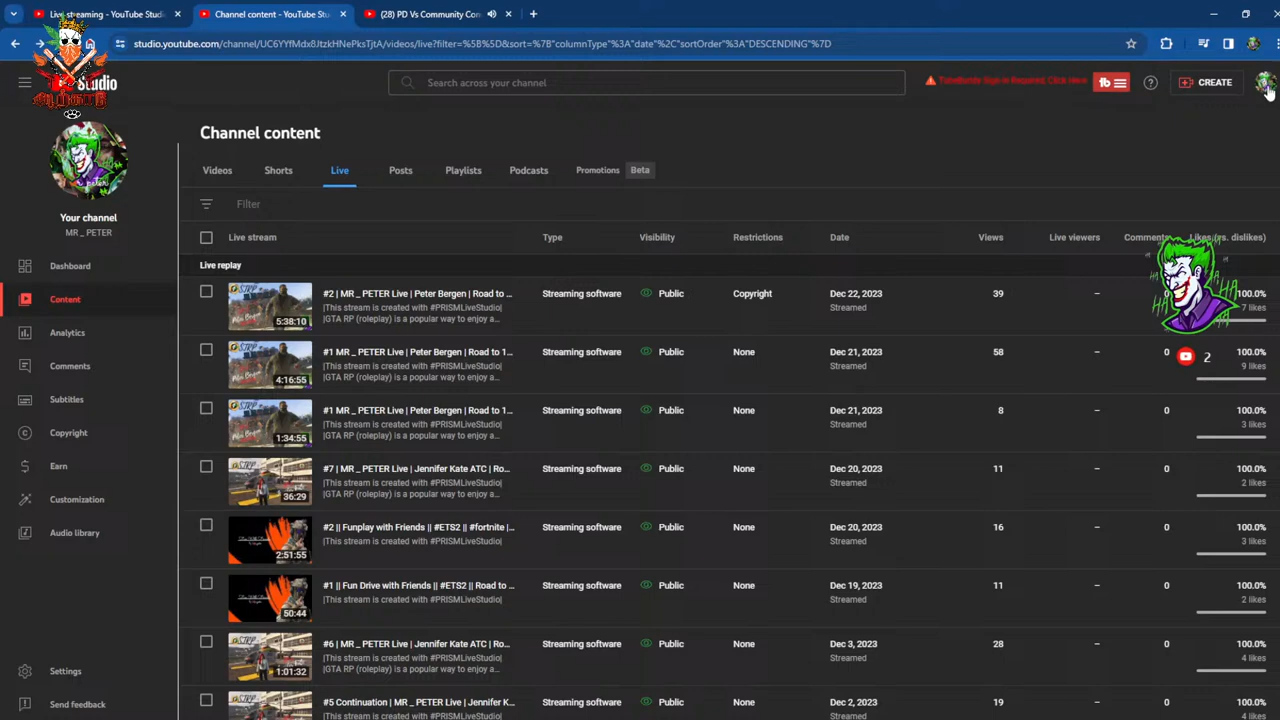 Live streaming - YouTube Studi
Channel content - YouTube Stu
(28) PD Vs Community Con
studio.youtube.com/channel/UC6YYfMdx8JtzkHNePksTjtA/videos/live?filter=%5B%5D&sort=%7B"columnType"%3A"date"%2C"sortOrder"%3A"DESCENDING"%7D
Studio
Search across your channel
TubeBuddy Sign In Required. Click Here
tb
CREATE
Your channel
MR _ PETER
Dashboard
Content
Analytics
Comments
Subtitles
Copyright
Earn
Customization
Audio library
Settings
Send feedback
Channel content
Videos Shorts Live Posts Playlists Podcasts Promotions Beta
Filter
Live stream Type Visibility Restrictions Date Views Live viewers Comments Likes (vs. dislikes)
Live replay
#2 | MR _ PETER Live | Peter Bergen | Road to ... Streaming software Public Copyright Dec 22, 2023 39 – 0 100.0%
|This stream is created with #PRISMLiveStudio| Streamed 7 likes
|GTA RP (roleplay) is a popular way to enjoy a...
5:38:10
#1 MR _ PETER Live | Peter Bergen | Road to 1... Streaming software Public None Dec 21, 2023 58 – 0 100.0%
|This stream is created with #PRISMLiveStudio| Streamed 9 likes
|GTA RP (roleplay) is a popular way to enjoy a...
4:16:55
2
#1 MR _ PETER Live | Peter Bergen | Road to 1... Streaming software Public None Dec 21, 2023 8 – 0 100.0%
|This stream is created with #PRISMLiveStudio| Streamed 3 likes
|GTA RP (roleplay) is a popular way to enjoy a...
1:34:55
#7 | MR _ PETER Live | Jennifer Kate ATC | Ro... Streaming software Public None Dec 20, 2023 11 – 0 100.0%
|This stream is created with #PRISMLiveStudio| Streamed 2 likes
|GTA RP (roleplay) is a popular way to enjoy a...
36:29
#2 || Funplay with Friends || #ETS2 || #fortnite |... Streaming software Public None Dec 20, 2023 16 – 0 100.0%
|This stream is created with #PRISMLiveStudio| Streamed 3 likes
2:51:55
#1 || Fun Drive with Friends || #ETS2 || Road to ... Streaming software Public None Dec 19, 2023 11 – 0 100.0%
|This stream is created with #PRISMLiveStudio| Streamed 2 likes
50:44
#6 | MR _ PETER Live | Jennifer Kate ATC | Ro... Streaming software Public None Dec 3, 2023 28 – 0 100.0%
|This stream is created with #PRISMLiveStudio| Streamed 4 likes
|GTA RP (roleplay) is a popular way to enjoy a...
1:01:32
#5 Continuation | MR _ PETER Live | Jennifer K... Streaming software Public None Dec 2, 2023 19 – 0 100.0%
|This stream is created with #PRISMLiveStudio| Streamed 4 likes